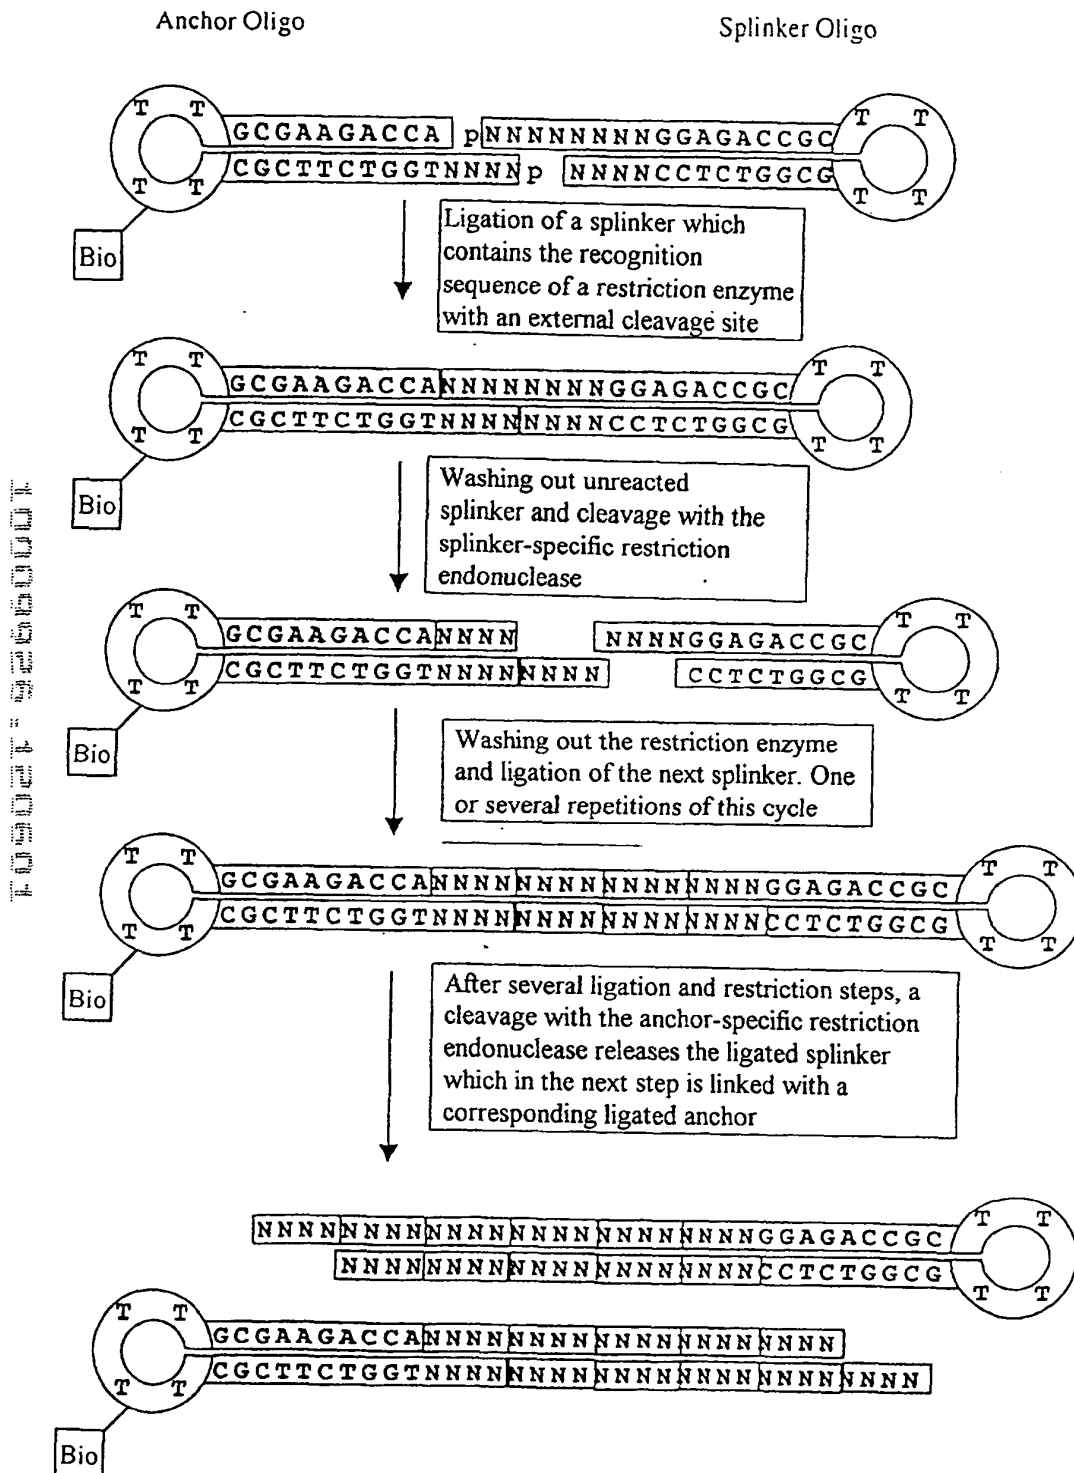 Anchor Oligo
Splinker Oligo
T T
GCGAAGACCA pNNNNNNNNGGAGACCGC
T T
CGCTTCTGGTNNNNp NNNNCCTCTGGCG
T T
T T
Bio
Ligation of a splinker which
contains the recognition
sequence of a restriction enzyme
with an external cleavage site
T T
GCGAAGACCANNNNNNNNGGAGACCGC
T T
CGCTTCTGGTNNNNNNNNCCTCTGGCG
T T
T T
Bio
Washing out unreacted
splinker and cleavage with the
splinker-specific restriction
endonuclease
T T
GCGAAGACCANNNN NNNNGGAGACCGC
T T
CGCTTCTGGTNNNNNNNN CCTCTGGCG
T T
T T
Bio
Washing out the restriction enzyme
and ligation of the next splinker. One
or several repetitions of this cycle
T T
GCGAAGACCANNNNNNNNNNNNNNNNGGAGACCGC
T T
CGCTTCTGGTNNNNNNNNNNNNNNNNCCTCTGGCG
T T
T T
Bio
After several ligation and restriction steps, a
cleavage with the anchor-specific restriction
endonuclease releases the ligated splinker
which in the next step is linked with a
corresponding ligated anchor
NNNNNNNNNNNNNNNNNNNNNNNNGGAGACCGC
T T
NNNNNNNNNNNNNNNNNNNNCCTCTGGCG
T T
T T
GCGAAGACCANNNNNNNNNNNNNNNNNNNN
CGCTTCTGGTNNNNNNNNNNNNNNNNNNNNNNNN
T T
Bio